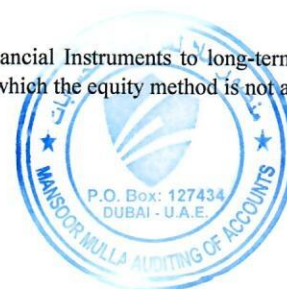 ancial Instruments to long-term
which the equity method is not a
P.O. Box: 127434
DUBAI - U.A.E.
MANSOOR MULLA AUDITING OF ACCOUNTS